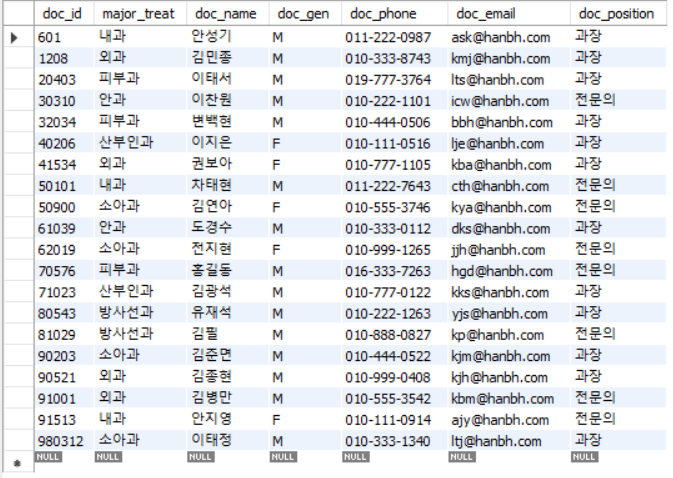 doc_id major_treat doc_name doc_gen doc_phone doc_email doc_position
601 내과 안성기 M 011-222-0987 ask@hanbh.com 과장
1208 외과 김민종 M 010-333-8743 kmj@hanbh.com 과장
20403 피부과 이태서 M 019-777-3764 lts@hanbh.com 과장
30310 안과 이찬원 M 010-222-1101 icw@hanbh.com 전문의
32034 피부과 변백현 M 010-444-0506 bbh@hanbh.com 과장
40206 산부인과 이지은 F 010-111-0516 lje@hanbh.com 과장
41534 외과 권보아 F 010-777-1105 kba@hanbh.com 과장
50101 내과 차태현 M 011-222-7643 cth@hanbh.com 전문의
50900 소아과 김연아 F 010-555-3746 kya@hanbh.com 전문의
61039 안과 도경수 M 010-333-0112 dks@hanbh.com 과장
62019 소아과 전지현 F 010-999-1265 jjh@hanbh.com 전문의
70576 피부과 홍길동 M 016-333-7263 hgd@hanbh.com 전문의
71023 산부인과 김광석 M 010-777-0122 kks@hanbh.com 과장
80543 방사선과 유재석 M 010-222-1263 yjs@hanbh.com 과장
81029 방사선과 김필 M 010-888-0827 kp@hanbh.com 전문의
90203 소아과 김준면 M 010-444-0522 kjm@hanbh.com 과장
90521 외과 김종현 M 010-999-0408 kjh@hanbh.com 과장
91001 외과 김병만 M 010-555-3542 kbm@hanbh.com 전문의
91513 내과 안지영 F 010-111-0914 ajy@hanbh.com 전문의
980312 소아과 이태정 M 010-333-1340 ltj@hanbh.com 과장
NULL NULL NULL NULL NULL NULL NULL